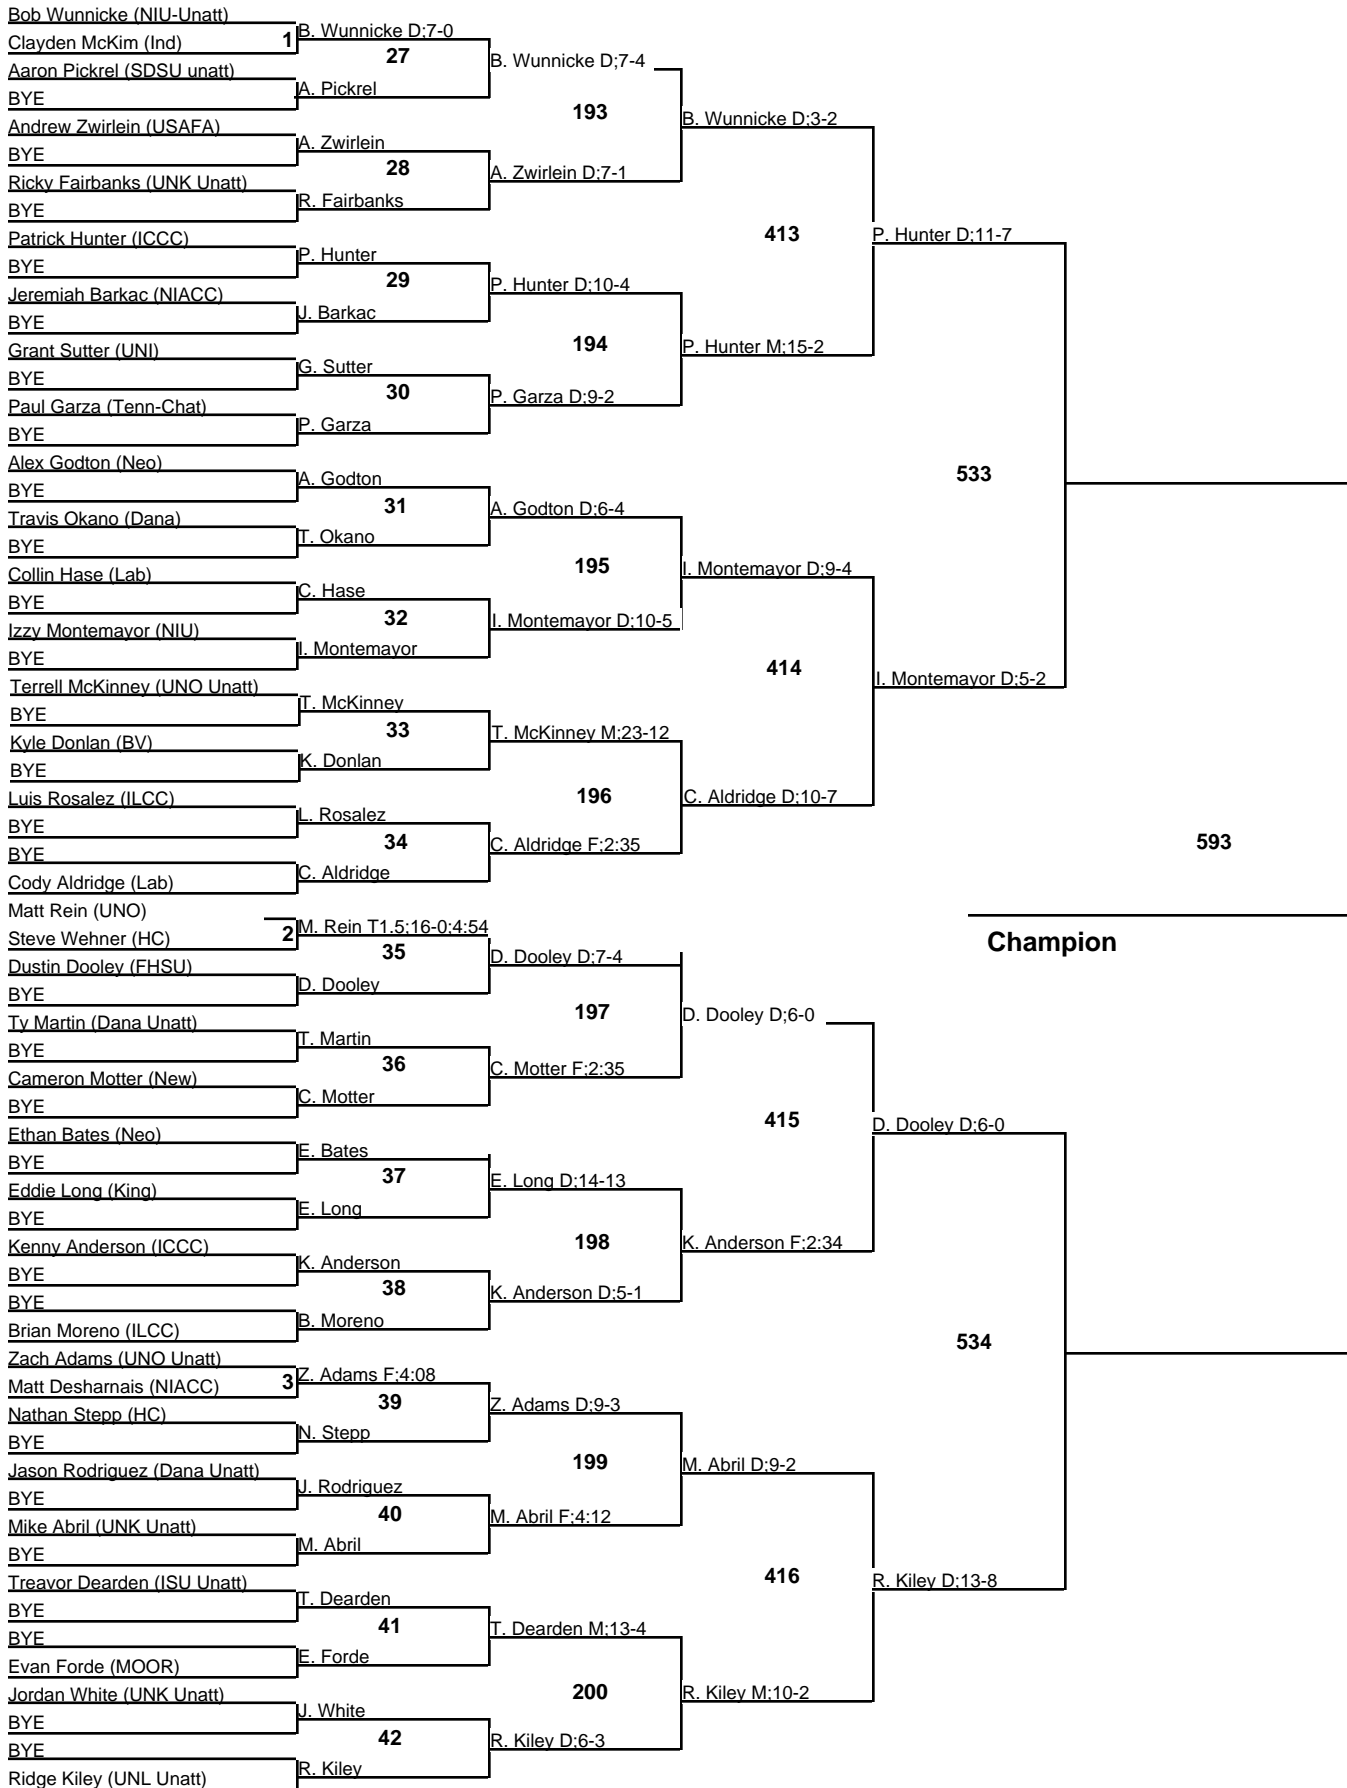 Bob Wunnicke (NIU-Unatt)
Clayden McKim (Ind)
Aaron Pickrel (SDSU unatt)
BYE
Andrew Zwirlein (USAFA)
BYE
Ricky Fairbanks (UNK Unatt)
BYE
Patrick Hunter (ICCC)
BYE
Jeremiah Barkac (NIACC)
BYE
Grant Sutter (UNI)
BYE
Paul Garza (Tenn-Chat)
BYE
Alex Godton (Neo)
BYE
Travis Okano (Dana)
BYE
Collin Hase (Lab)
BYE
Izzy Montemayor (NIU)
BYE
Terrell McKinney (UNO Unatt)
BYE
Kyle Donlan (BV)
BYE
Luis Rosalez (ILCC)
BYE
BYE
Cody Aldridge (Lab)
Matt Rein (UNO)
Steve Wehner (HC)
Dustin Dooley (FHSU)
BYE
Ty Martin (Dana Unatt)
BYE
Cameron Motter (New)
BYE
Ethan Bates (Neo)
BYE
Eddie Long (King)
BYE
Kenny Anderson (ICCC)
BYE
BYE
Brian Moreno (ILCC)
Zach Adams (UNO Unatt)
Matt Desharnais (NIACC)
Nathan Stepp (HC)
BYE
Jason Rodriguez (Dana Unatt)
BYE
Mike Abril (UNK Unatt)
BYE
Treavor Dearden (ISU Unatt)
BYE
BYE
Evan Forde (MOOR)
Jordan White (UNK Unatt)
BYE
BYE
Ridge Kiley (UNL Unatt)
1
2
3
B. Wunnicke D;7-0
27
A. Pickrel
A. Zwirlein
28
R. Fairbanks
P. Hunter
29
J. Barkac
G. Sutter
30
P. Garza
A. Godton
31
T. Okano
C. Hase
32
I. Montemayor
T. McKinney
33
K. Donlan
L. Rosalez
34
C. Aldridge
M. Rein T1.5;16-0;4:54
35
D. Dooley
T. Martin
36
C. Motter
E. Bates
37
E. Long
K. Anderson
38
B. Moreno
Z. Adams F;4:08
39
N. Stepp
J. Rodriguez
40
M. Abril
T. Dearden
41
E. Forde
J. White
42
R. Kiley
B. Wunnicke D;7-4
193
A. Zwirlein D;7-1
P. Hunter D;10-4
194
P. Garza D;9-2
A. Godton D;6-4
195
I. Montemayor D;10-5
T. McKinney M;23-12
196
C. Aldridge F;2:35
D. Dooley D;7-4
197
C. Motter F;2:35
E. Long D;14-13
198
K. Anderson D;5-1
Z. Adams D;9-3
199
M. Abril F;4:12
T. Dearden M;13-4
200
R. Kiley D;6-3
B. Wunnicke D;3-2
413
P. Hunter M;15-2
I. Montemayor D;9-4
414
C. Aldridge D;10-7
D. Dooley D;6-0
415
K. Anderson F;2:34
M. Abril D;9-2
416
R. Kiley M;10-2
P. Hunter D;11-7
533
I. Montemayor D;5-2
D. Dooley D;6-0
534
R. Kiley D;13-8
593
Champion